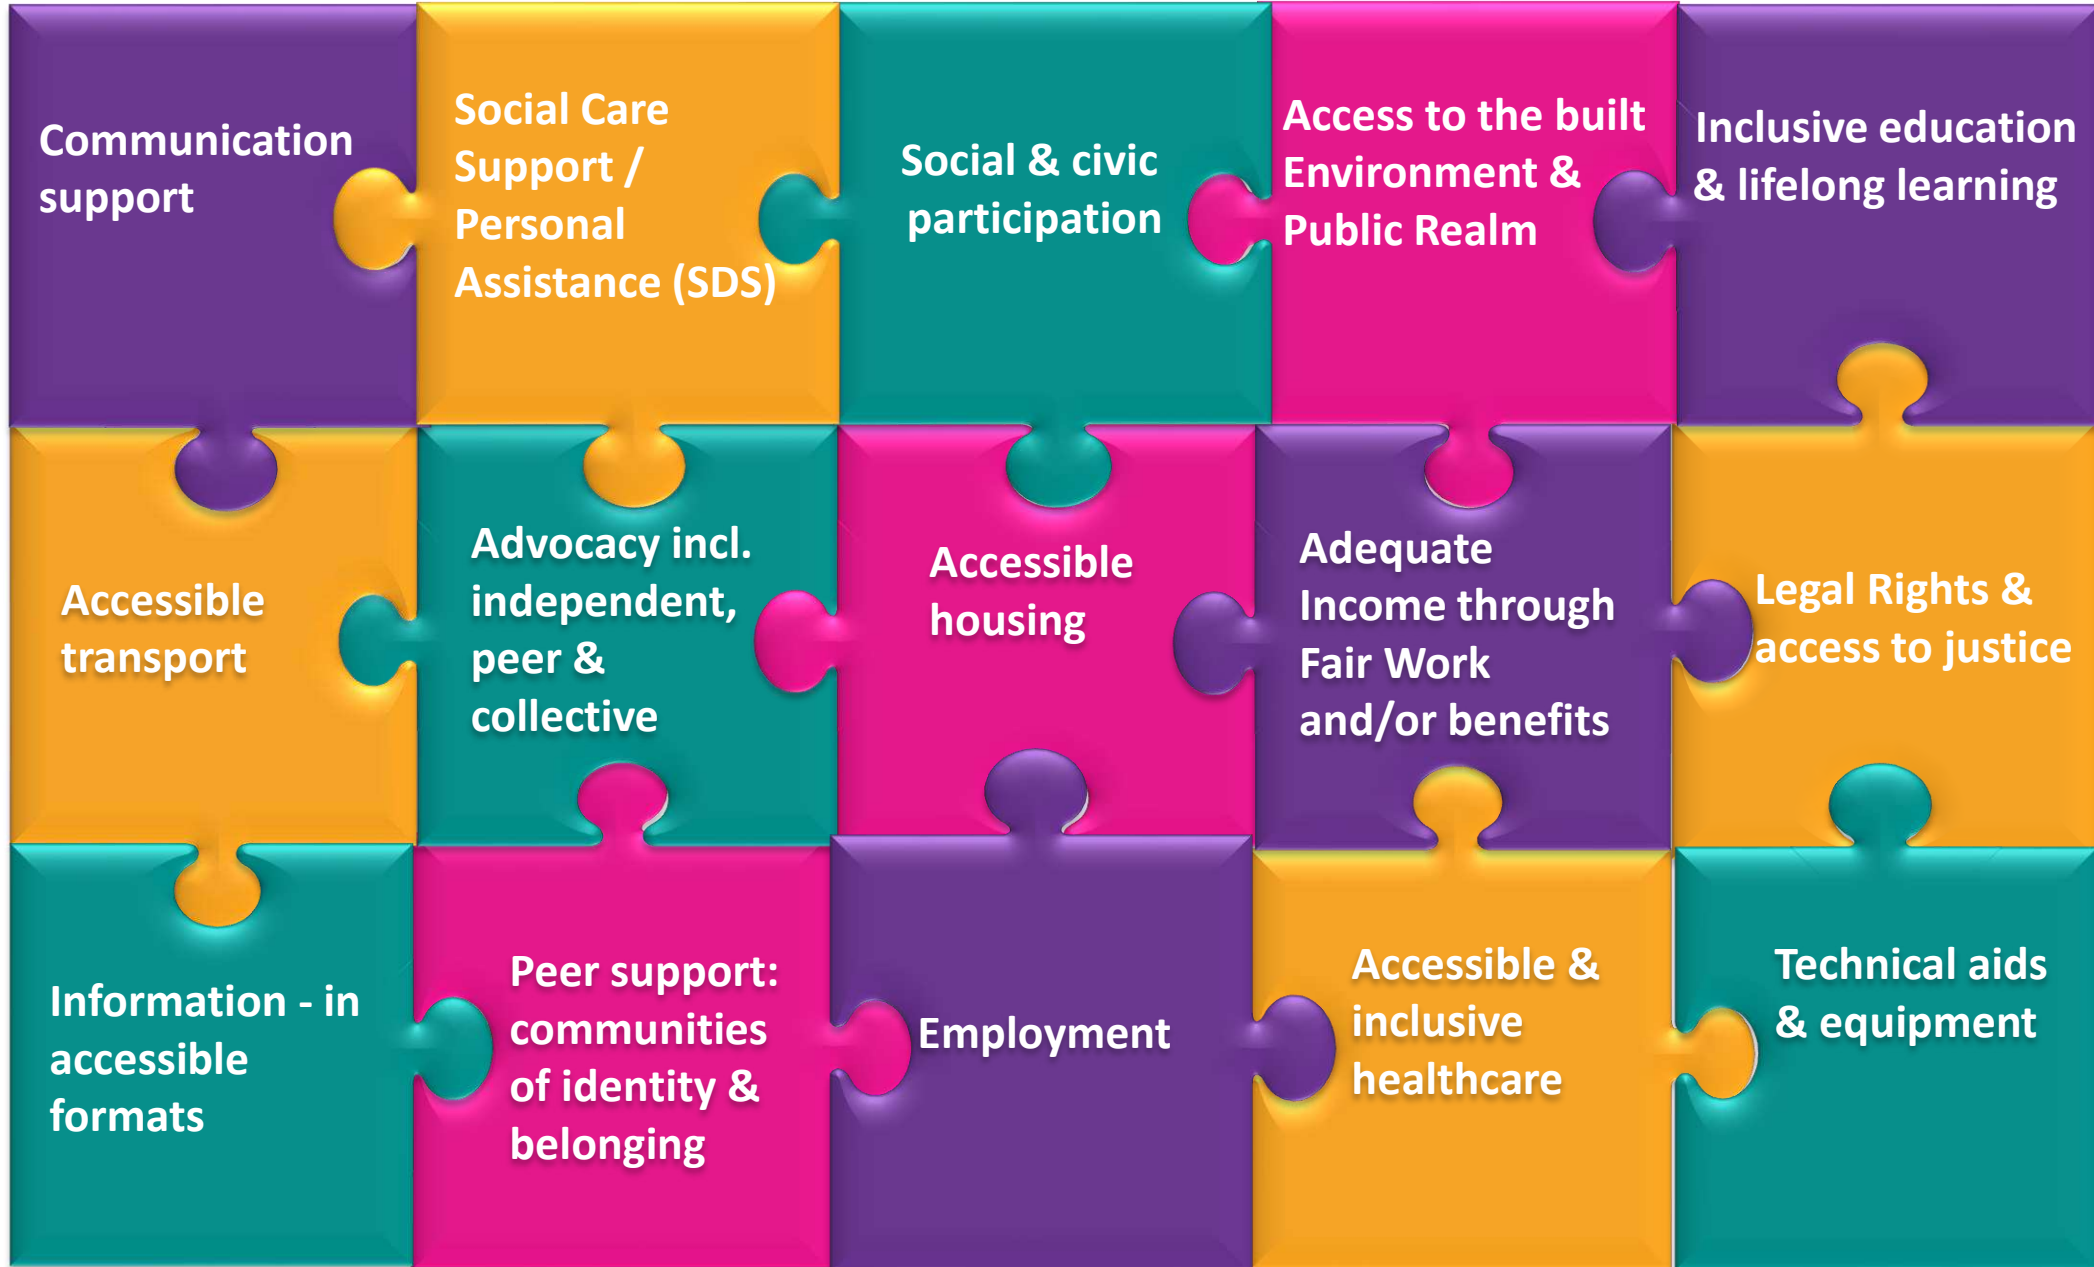 Communication
support
Social Care
Support /
Personal
Assistance (SDS)
Social & civic
participation
Access to the built
Environment &
Public Realm
Inclusive education
& lifelong learning
Accessible
transport
Advocacy incl.
independent,
peer &
collective
Accessible
housing
Adequate
Income through
Fair Work
and/or benefits
Legal Rights &
access to justice
Information - in
accessible
formats
Peer support:
communities
of identity &
belonging
Employment
Accessible &
inclusive
healthcare
Technical aids
& equipment